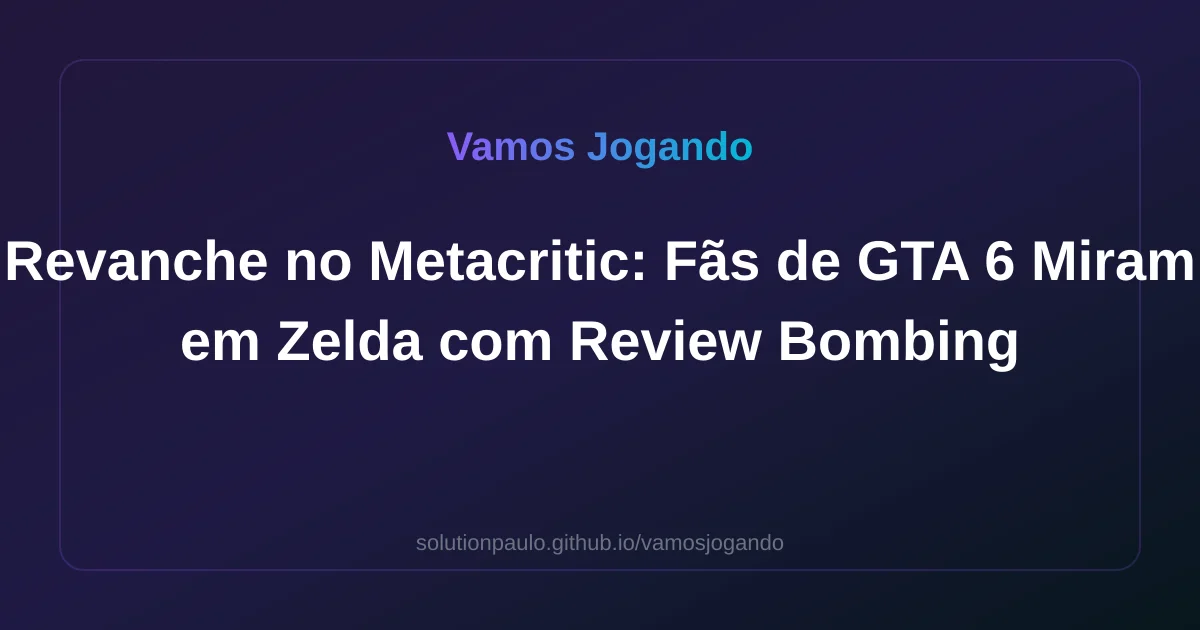 Vamos Jogando
Revanche no Metacritic: Fãs de GTA 6 Miram
em Zelda com Review Bombing
solutionpaulo.github.io/vamosjogando